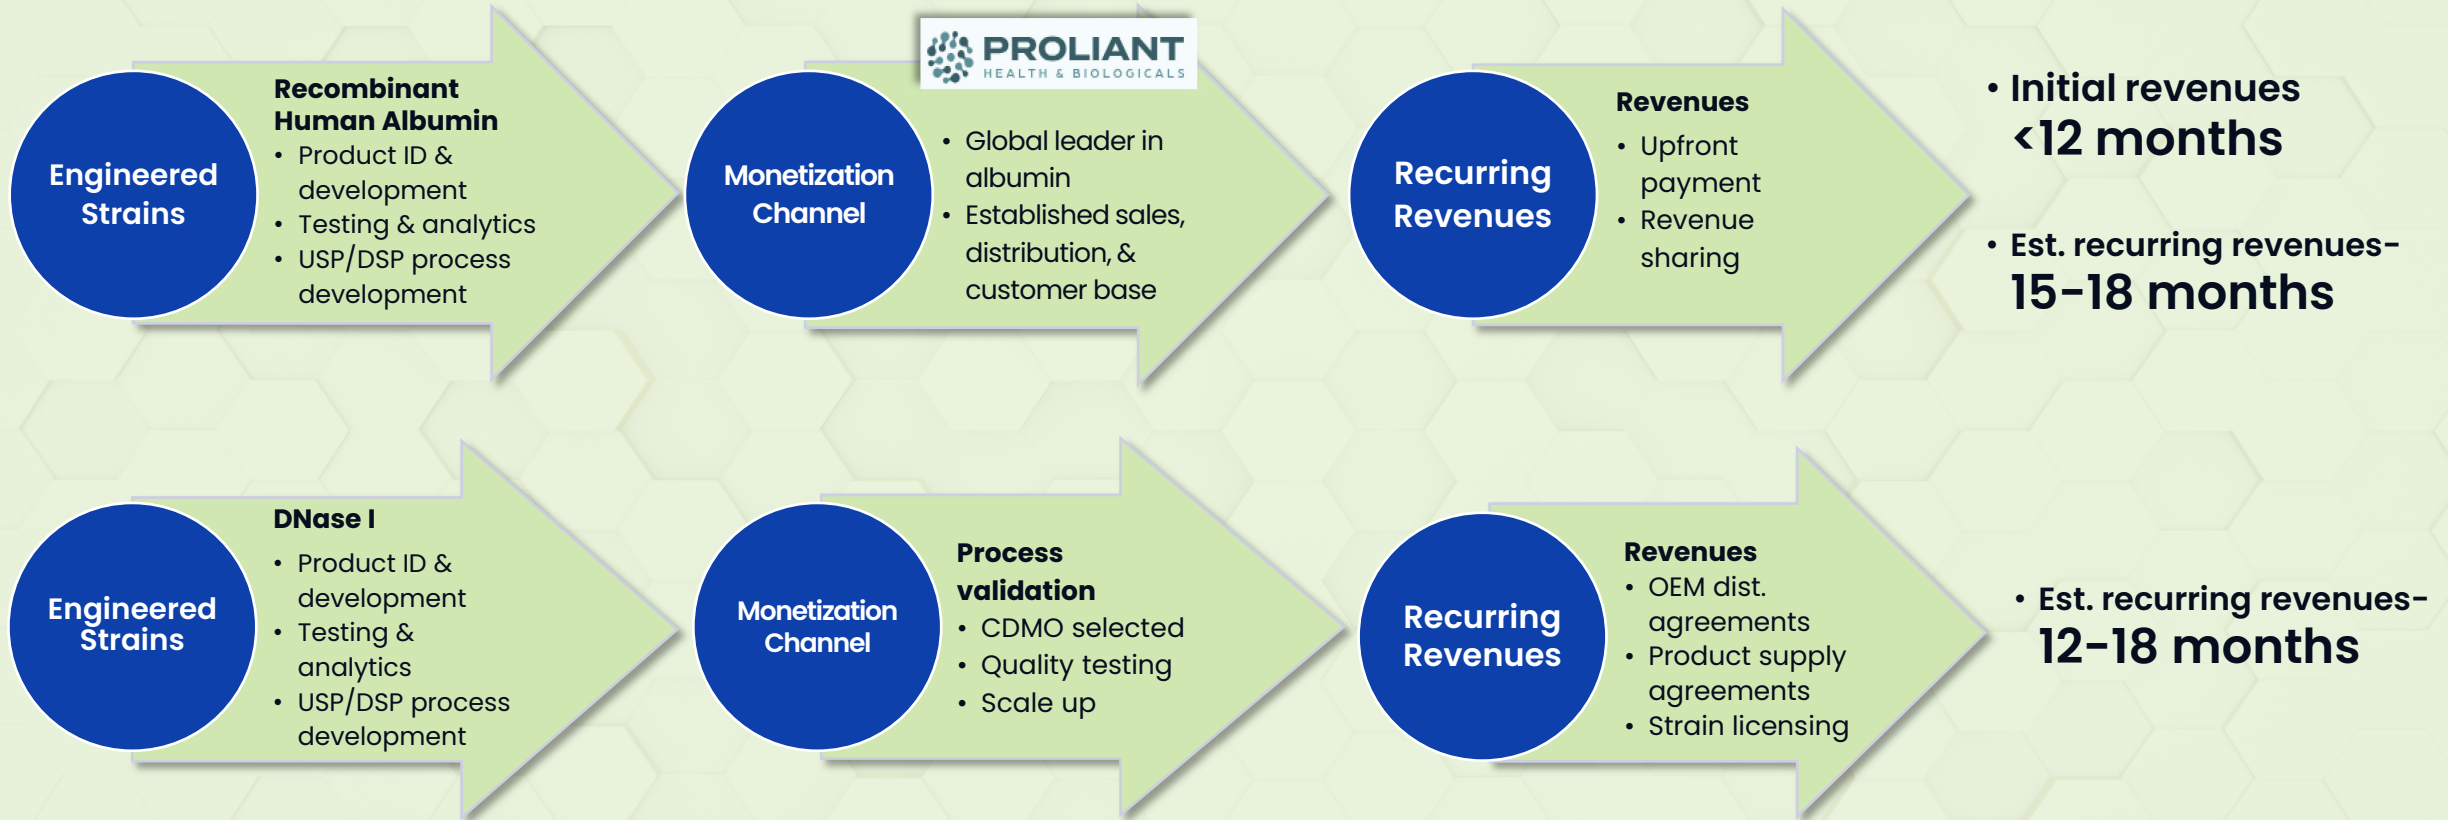 Engineered
Strains
Recombinant
Human Albumin
• Product ID &
development
• Testing & analytics
• USP/DSP process
development
PROLIANT
HEALTH & BIOLOGICALS
Monetization
Channel
• Global leader in
albumin
• Established sales,
distribution, &
customer base
Recurring
Revenues
Revenues
• Upfront
payment
• Revenue
sharing
• Initial revenues
<12 months
• Est. recurring revenues-
15-18 months
Engineered
Strains
DNase I
• Product ID &
development
• Testing &
analytics
• USP/DSP process
development
Monetization
Channel
Process
validation
• CDMO selected
• Quality testing
• Scale up
Recurring
Revenues
Revenues
• OEM dist.
agreements
• Product supply
agreements
• Strain licensing
• Est. recurring revenues-
12-18 months